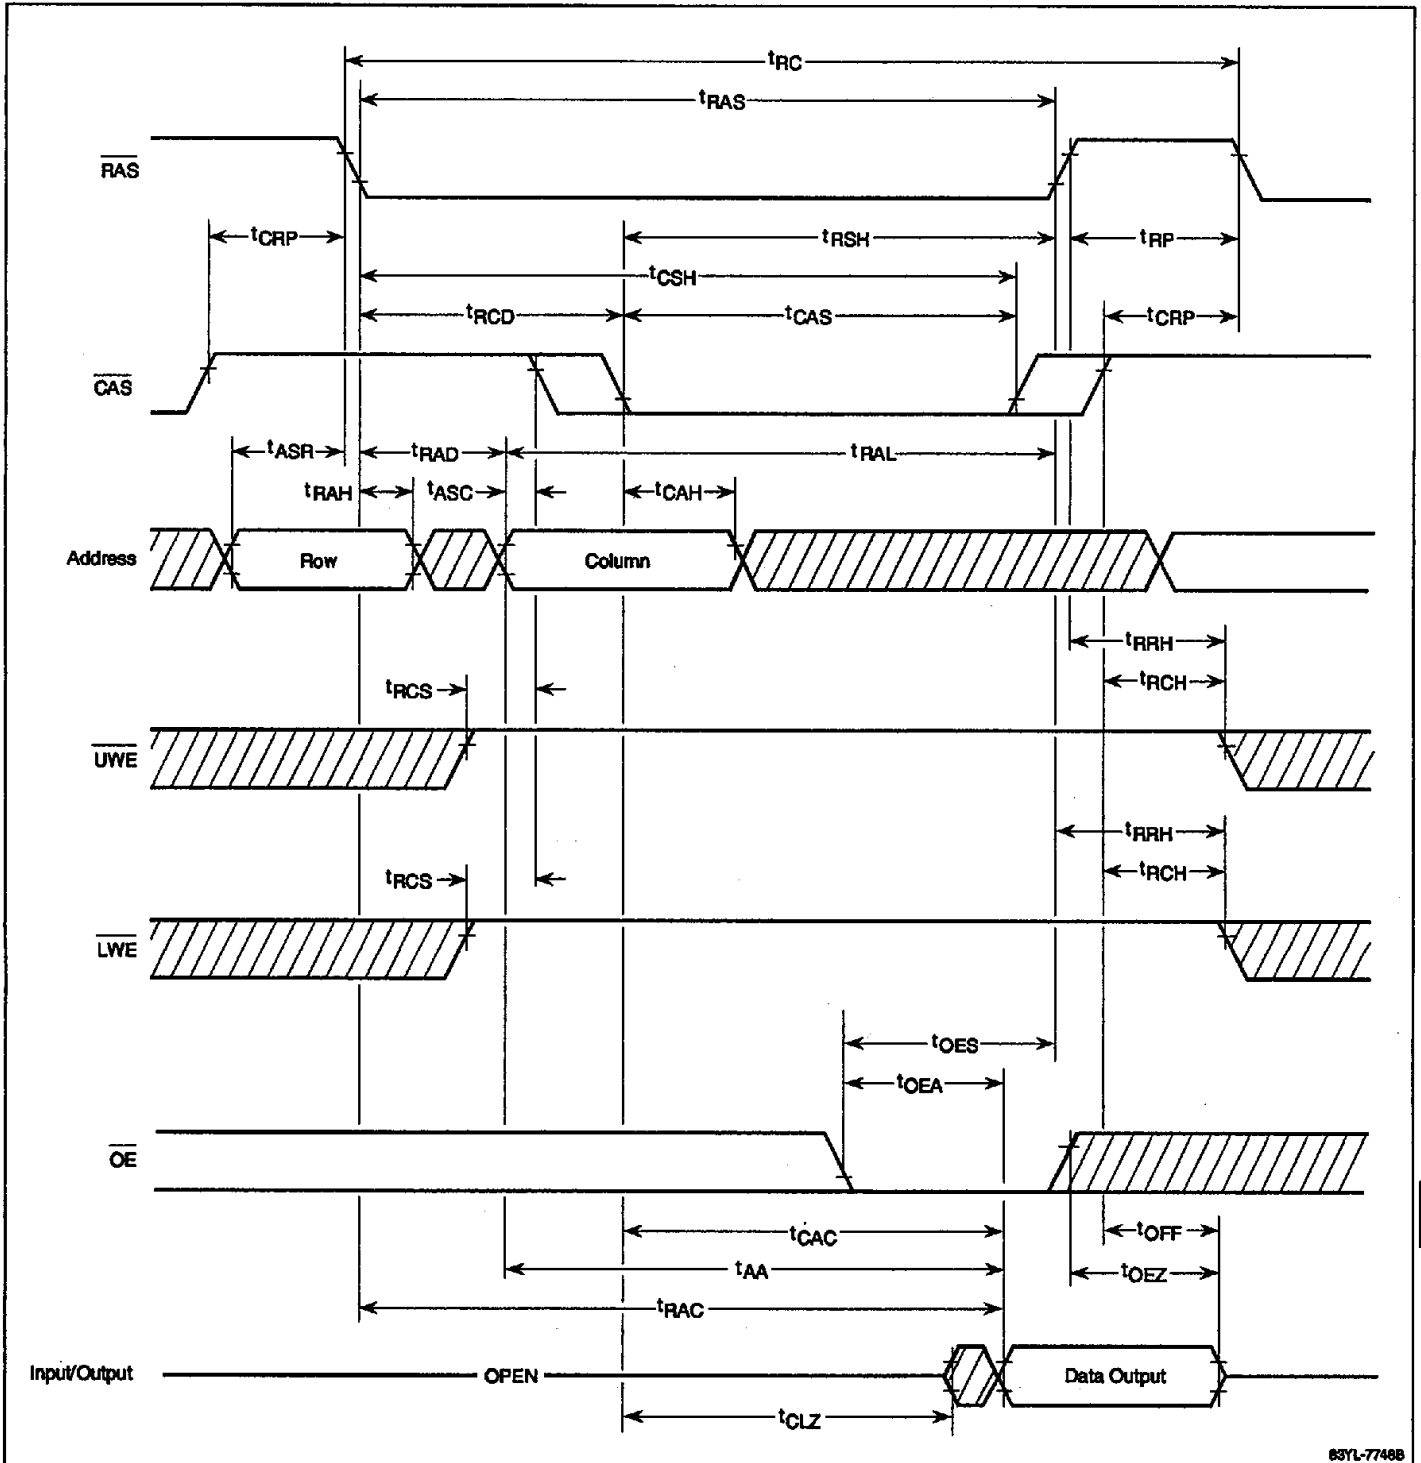 tRC
tRAS
RAS
tCRP
tRSH
tRP
tCSH
tRCD
tCAS
tCRP
CAS
tASR
tRAD
tRAL
tRAH
tASC
tCAH
Address
Row
Column
tRRH
tRCS
tRCH
UWE
tRRH
tRCS
tRCH
LWE
tOES
tOEA
OE
tCAC
tOFF
tAA
tOEZ
tRAC
Input/Output
OPEN
Data Output
tCLZ
83YL-7746B